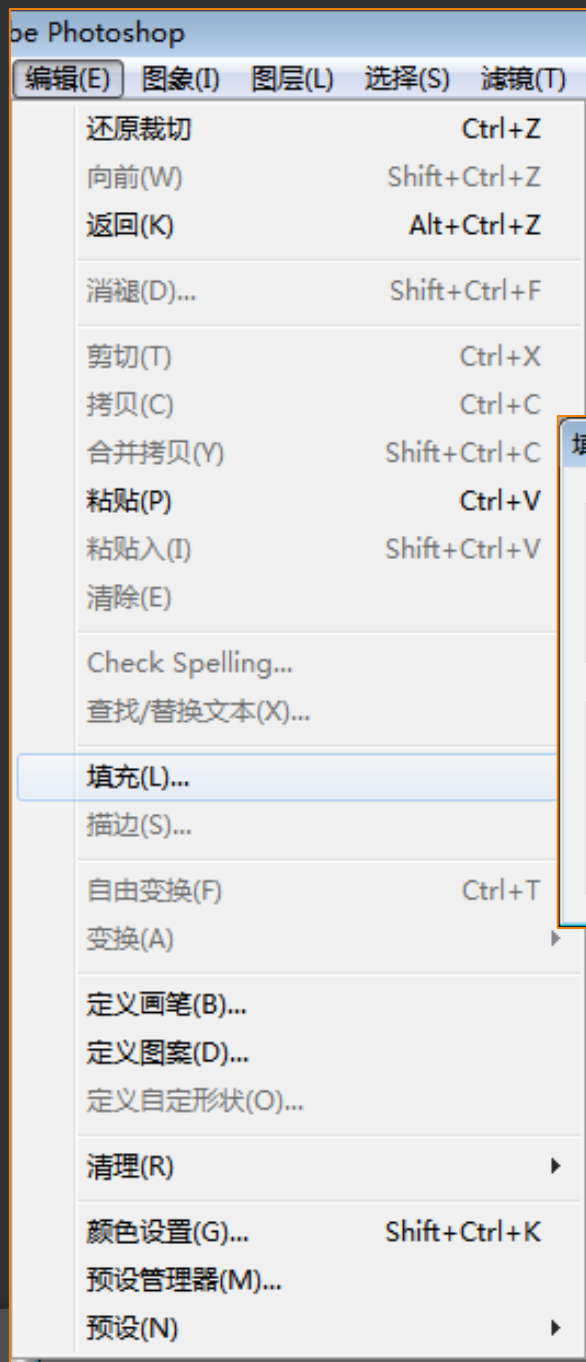 be Photoshop
编辑(E) 图象(I) 图层(L) 选择(S) 滤镜(T)
还原裁切 Ctrl+Z
向前(W) Shift+Ctrl+Z
返回(K) Alt+Ctrl+Z
消褪(D)... Shift+Ctrl+F
剪切(T) Ctrl+X
拷贝(C) Ctrl+C
合并拷贝(Y) Shift+Ctrl+C
粘贴(P) Ctrl+V
粘贴入(I) Shift+Ctrl+V
清除(E)
Check Spelling...
查找/替换文本(X)...
填充(L)...
描边(S)...
自由变换(F) Ctrl+T
变换(A)
定义画笔(B)...
定义图案(D)...
定义自定形状(O)...
清理(R)
颜色设置(G)... Shift+Ctrl+K
预设管理器(M)...
预设(N)